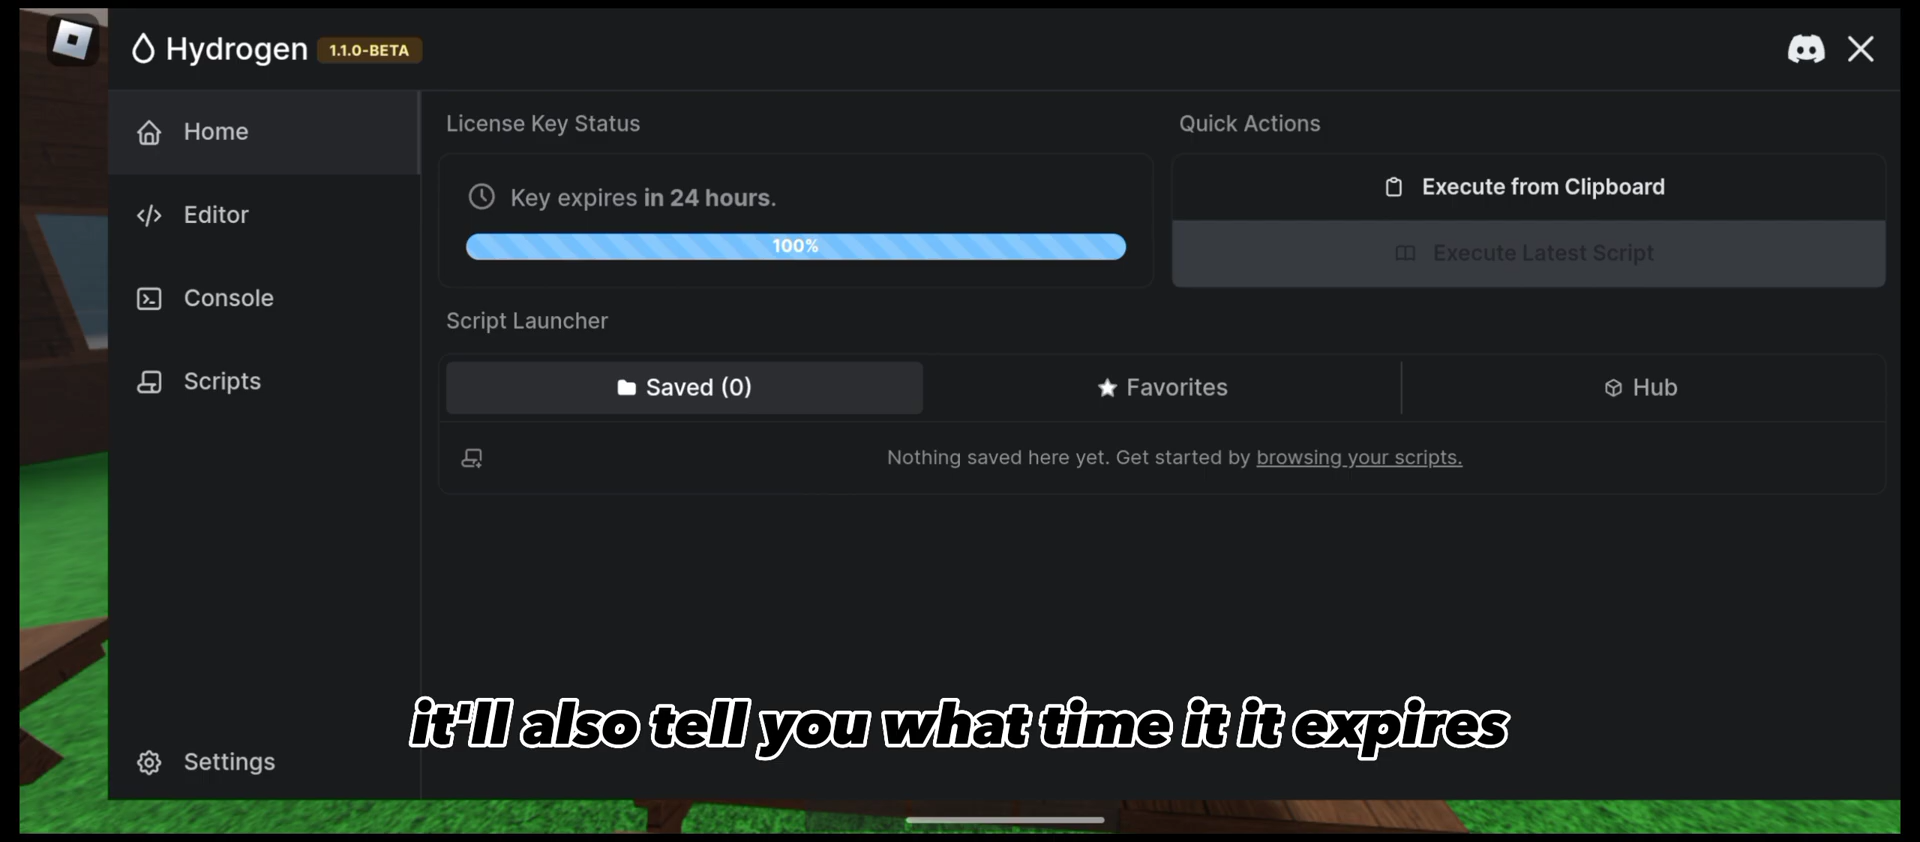 Hydrogen 1.1.0-BETA
Home
Editor
Console
Scripts
Settings
License Key Status
Key expires in 24 hours.
100%
Quick Actions
Execute from Clipboard
Execute Latest Script
Script Launcher
Saved (0)
Favorites
Hub
Nothing saved here yet. Get started by browsing your scripts.
it'll also tell you what time it it expires